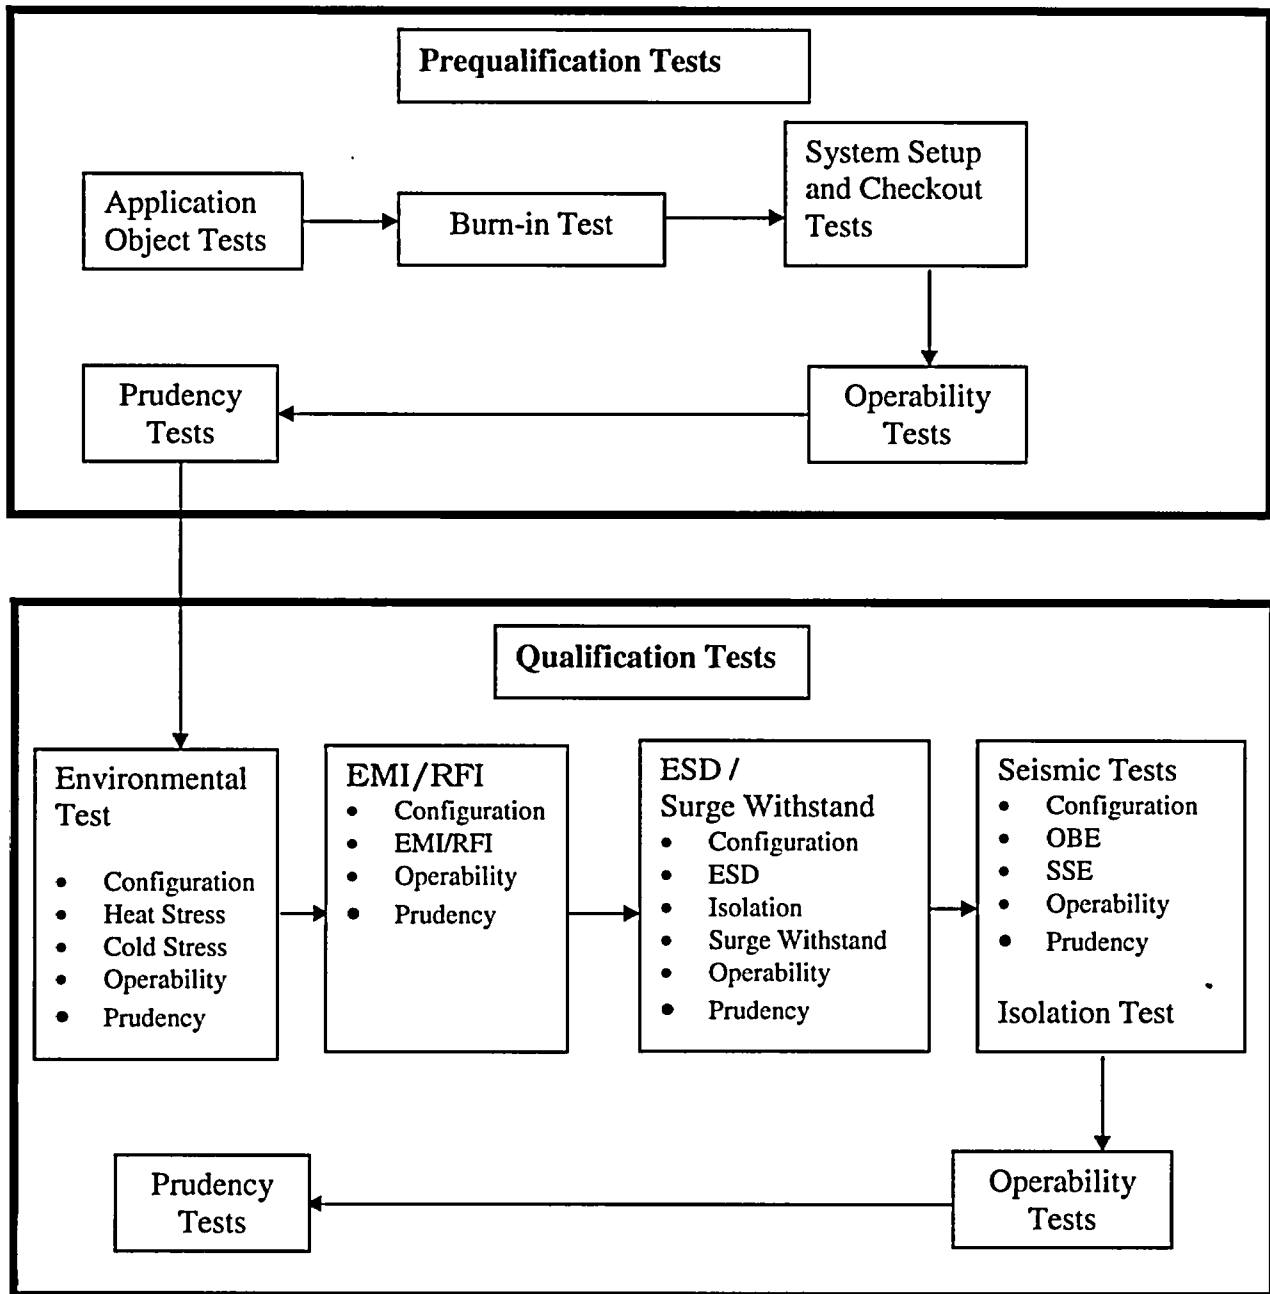 Prequalification Tests
Application
Object Tests
Burn-in Test
System Setup
and Checkout
Tests
Prudency
Tests
Operability
Tests
Qualification Tests
Environmental
Test
• Configuration
• Heat Stress
• Cold Stress
• Operability
• Prudency
EMI/RFI
• Configuration
• EMI/RFI
• Operability
• Prudency
ESD /
Surge Withstand
• Configuration
• ESD
• Isolation
• Surge Withstand
• Operability
• Prudency
Seismic Tests
• Configuration
• OBE
• SSE
• Operability
• Prudency
Isolation Test
Prudency
Tests
Operability
Tests